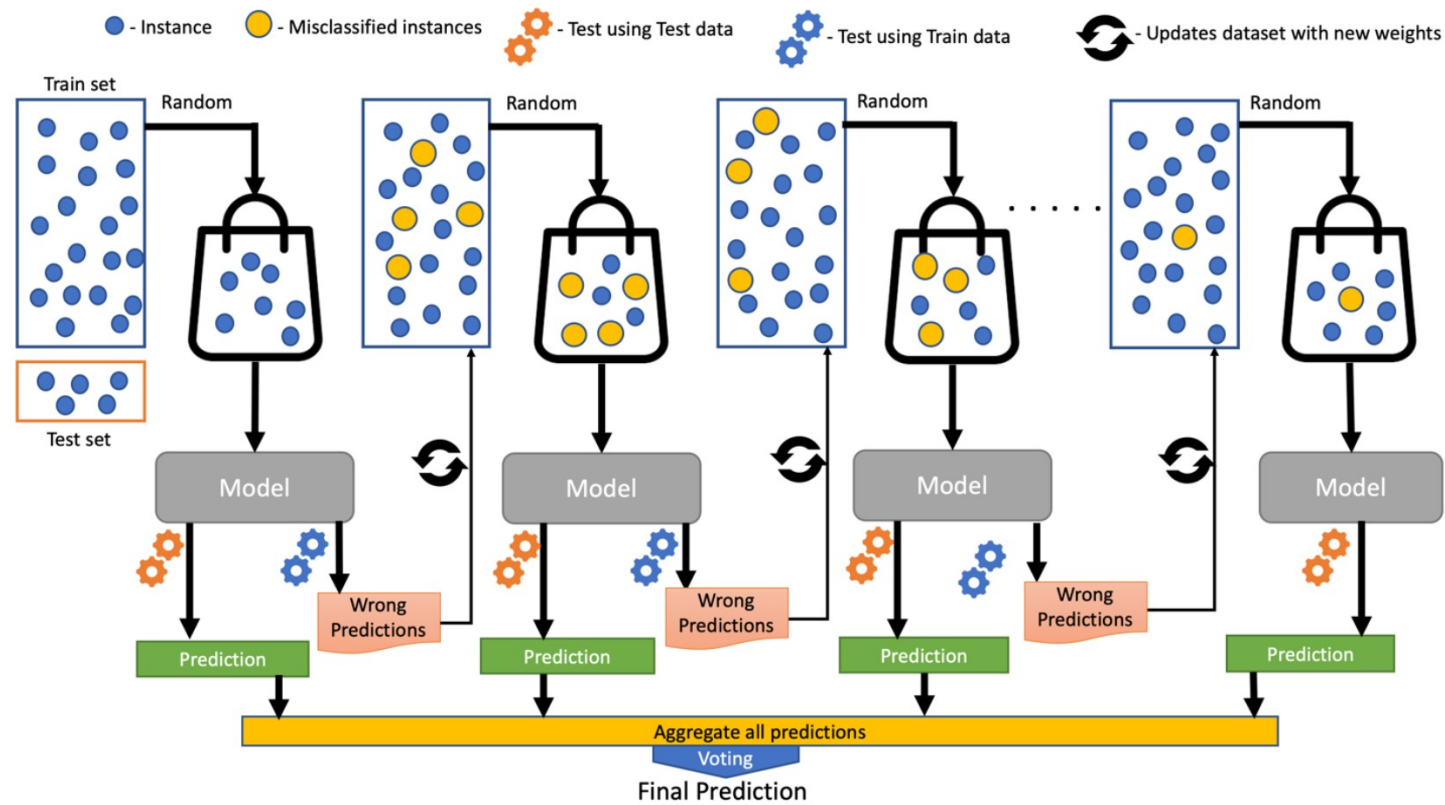 - Instance
- Misclassified instances
- Test using Test data
- Test using Train data
- Updates dataset with new weights
Train set
Random
Random
Random
Random
Test set
Model
Model
Model
Model
Wrong
Predictions
Wrong
Predictions
Wrong
Predictions
Prediction
Prediction
Prediction
Prediction
Aggregate all predictions
Voting
Final Prediction